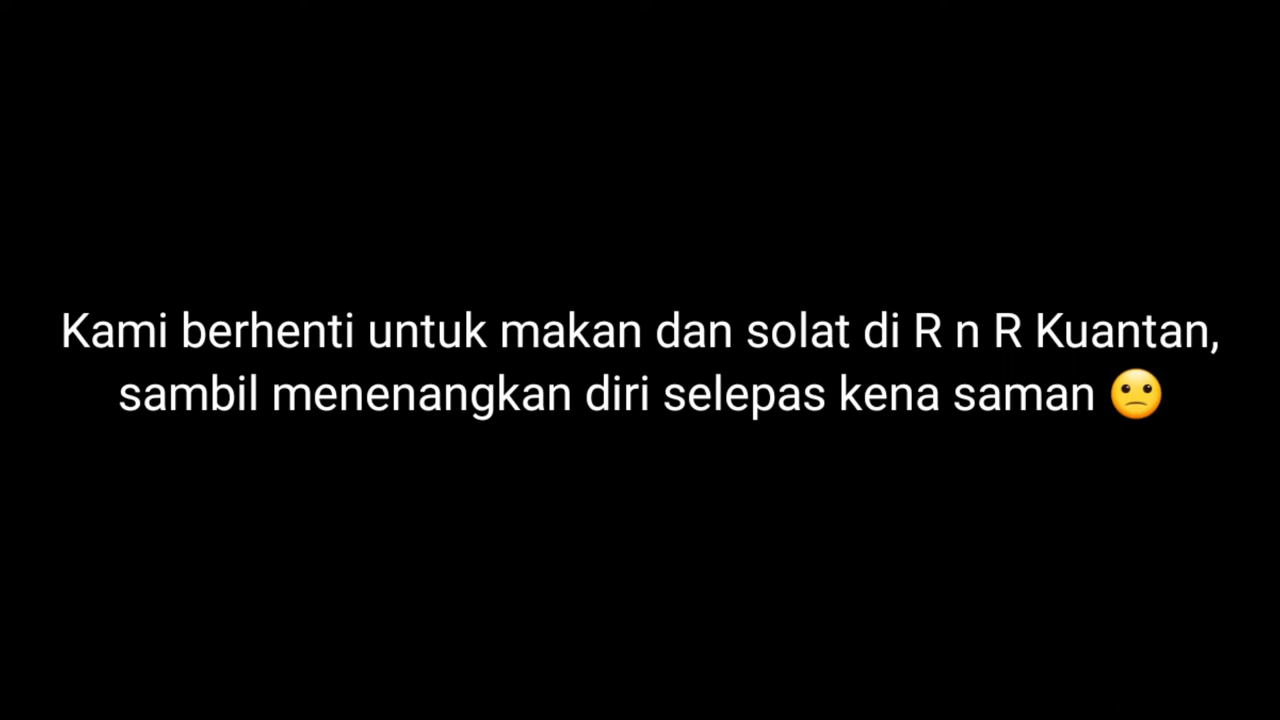 Kami berhenti untuk makan dan solat di R n R Kuantan,
sambil menenangkan diri selepas kena saman 😕